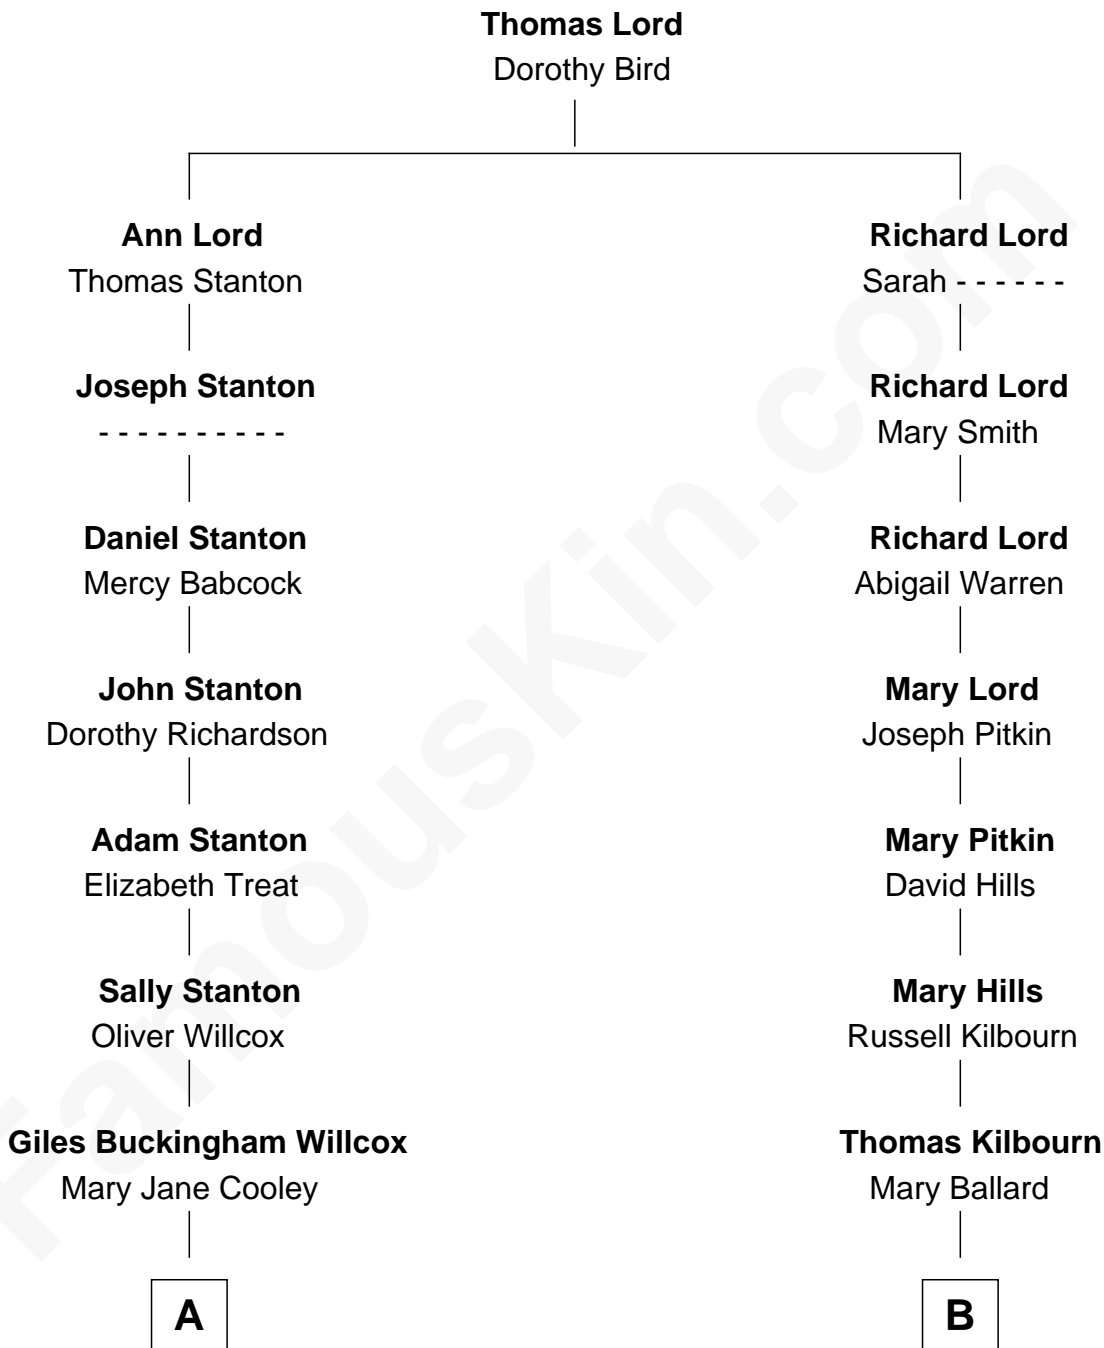 Thomas Lord
Dorothy Bird
Ann Lord
Thomas Stanton
Joseph Stanton
- - - - - - - - - -
Daniel Stanton
Mercy Babcock
John Stanton
Dorothy Richardson
Adam Stanton
Elizabeth Treat
Sally Stanton
Oliver Willcox
Giles Buckingham Willcox
Mary Jane Cooley
A
Richard Lord
Sarah - - - - - -
Richard Lord
Mary Smith
Richard Lord
Abigail Warren
Mary Lord
Joseph Pitkin
Mary Pitkin
David Hills
Mary Hills
Russell Kilbourn
Thomas Kilbourn
Mary Ballard
B
FamousKin.com